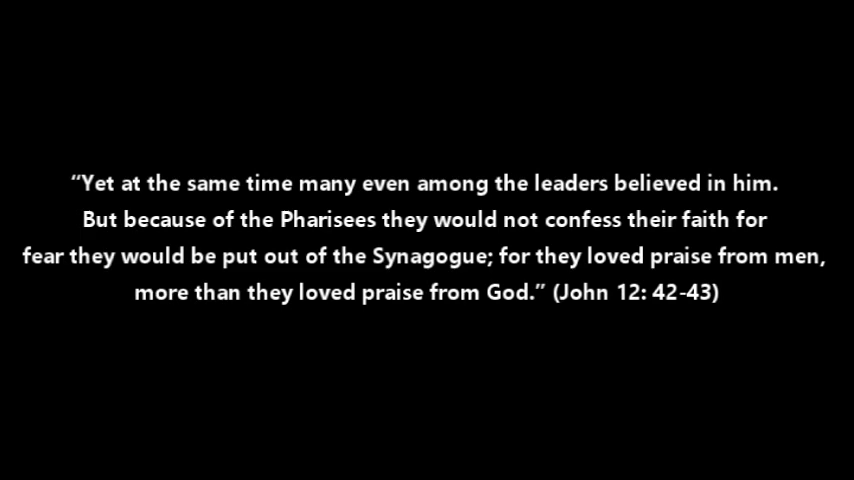 “Yet at the same time many even among the leaders believed in him.
But because of the Pharisees they would not confess their faith for
fear they would be put out of the Synagogue; for they loved praise from men,
more than they loved praise from God.” (John 12: 42-43)